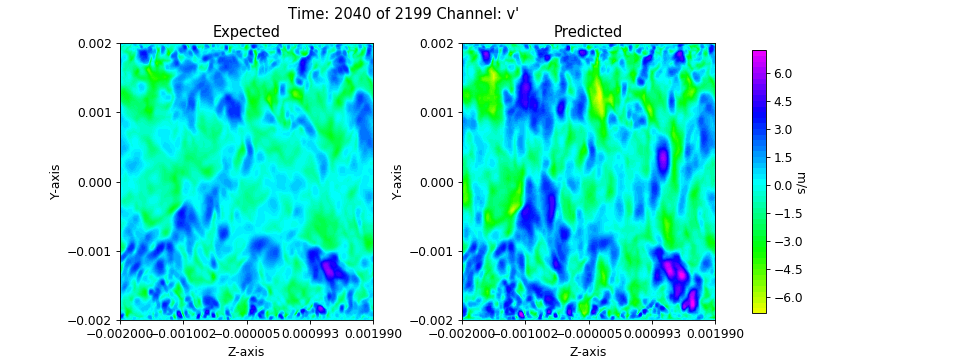 Time: 2040 of 2199 Channel: v'
Expected
Predicted
0.002
0.001
0.000
−0.001
−0.002
Y-axis
−0.002000 −0.001002 −0.000005 0.000993 0.001990
Z-axis
0.002
0.001
0.000
−0.001
−0.002
Y-axis
−0.002000 −0.001002 −0.000005 0.000993 0.001990
Z-axis
6.0
4.5
3.0
1.5
0.0
−1.5
−3.0
−4.5
−6.0
m/s